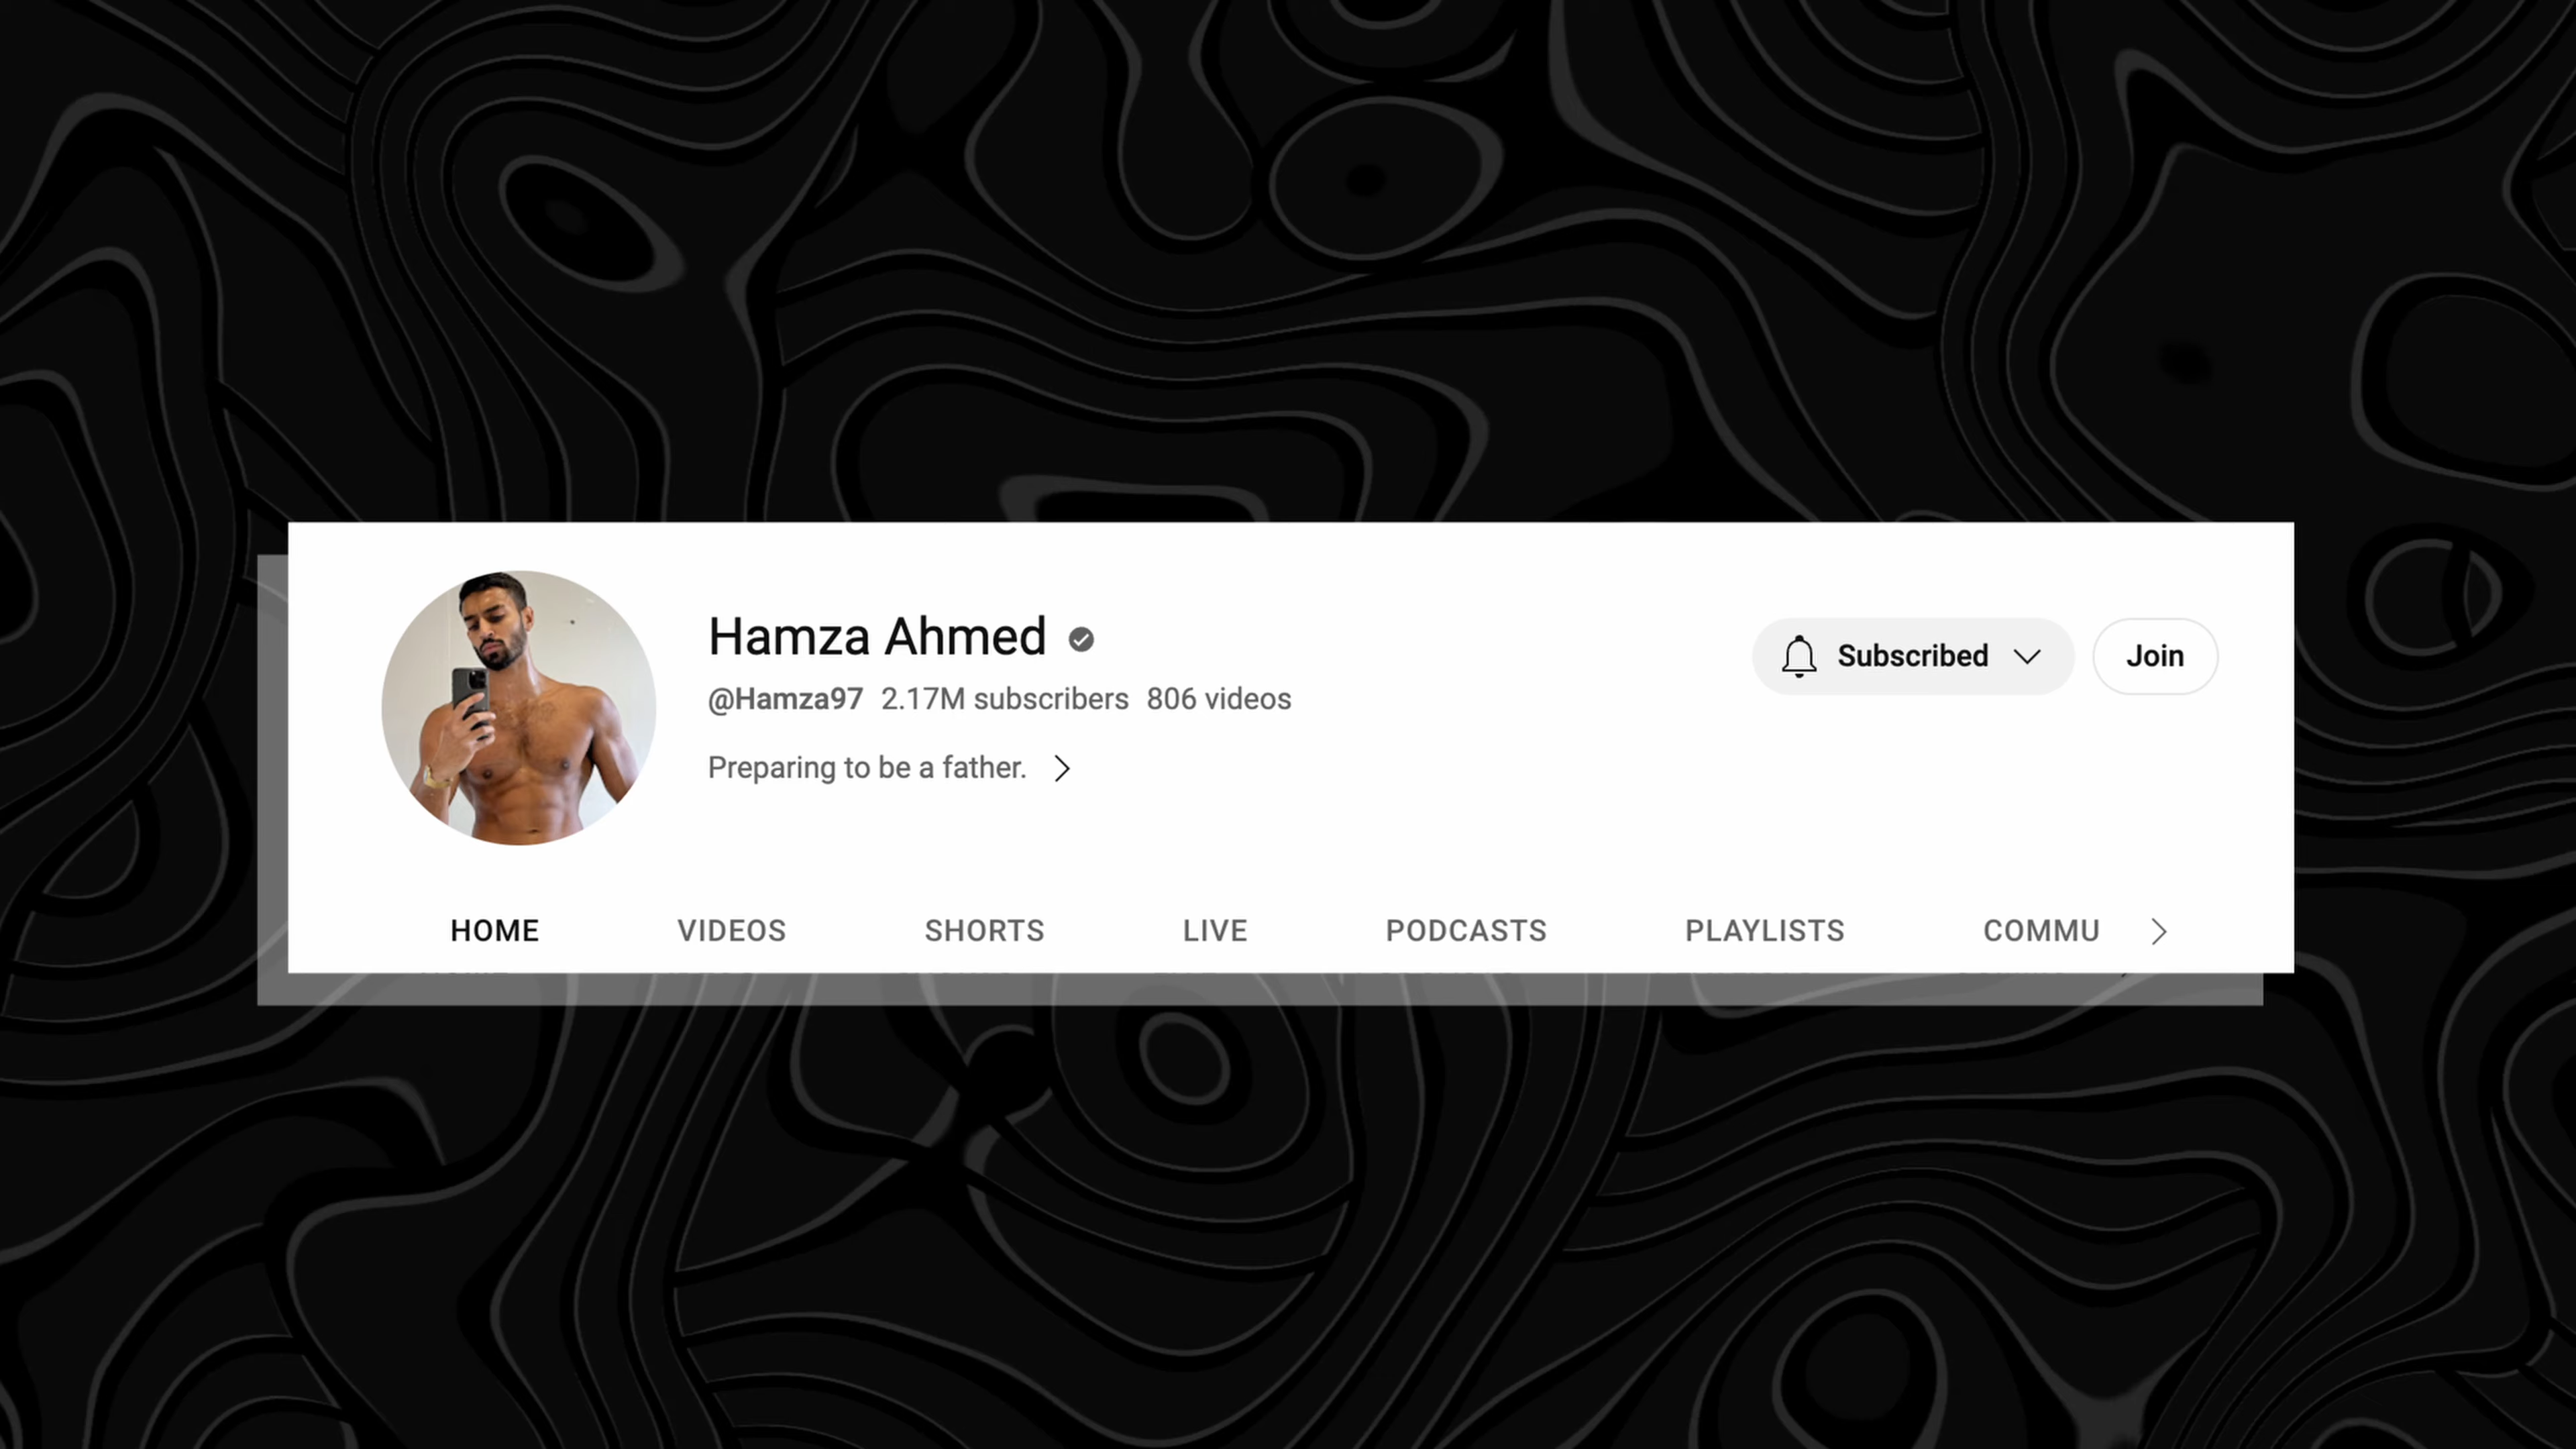 Hamza Ahmed
@Hamza97 2.17M subscribers 806 videos
Preparing to be a father.
Subscribed
Join
HOME VIDEOS SHORTS LIVE PODCASTS PLAYLISTS COMMU